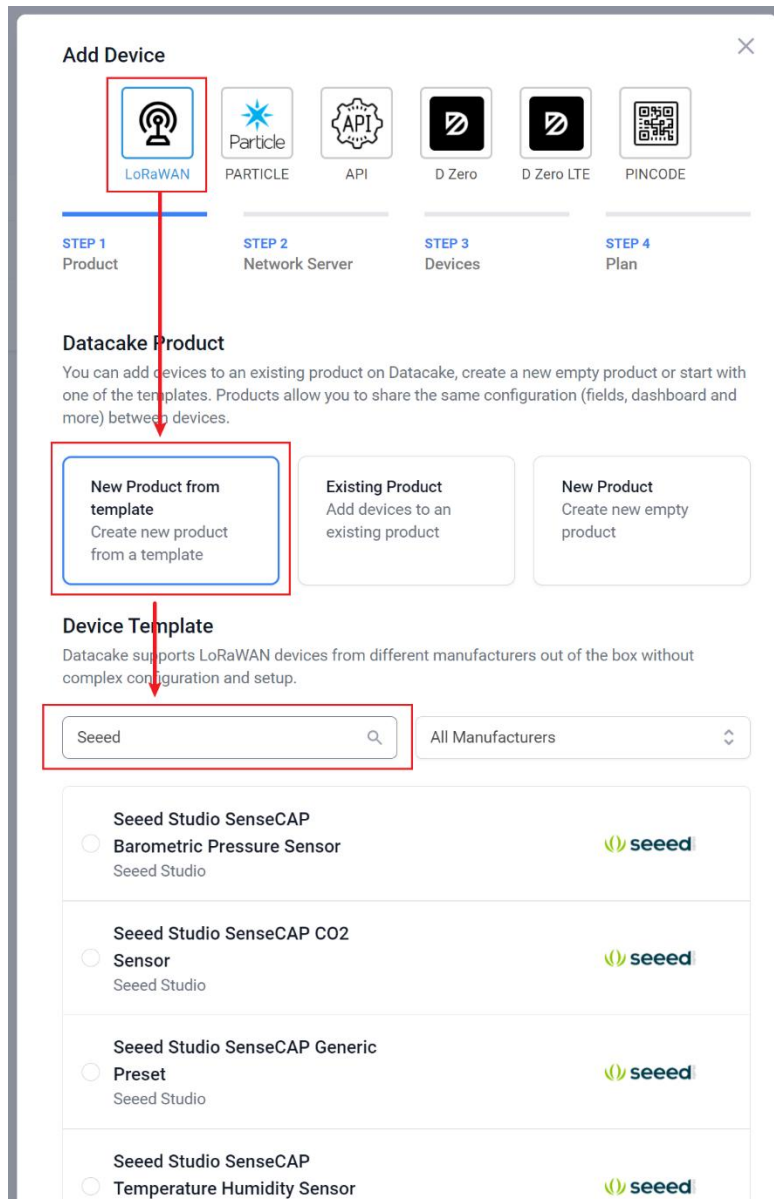 Add Device
Particle
API
LoRaWAN
PARTICLE
API
D Zero
D Zero LTE
PINCODE
STEP 1
Product
STEP 2
Network Server
STEP 3
Devices
STEP 4
Plan
Datacake Product
You can add devices to an existing product on Datacake, create a new empty product or start with
one of the templates. Products allow you to share the same configuration (fields, dashboard and
more) between devices.
New Product from
template
Create new product
from a template
Existing Product
Add devices to an
existing product
New Product
Create new empty
product
Device Template
Datacake supports LoRaWAN devices from different manufacturers out of the box without
complex configuration and setup.
Seeed
All Manufacturers
Seeed Studio SenseCAP
Barometric Pressure Sensor
Seeed Studio
seeed
Seeed Studio SenseCAP CO2
Sensor
Seeed Studio
seeed
Seeed Studio SenseCAP Generic
Preset
Seeed Studio
seeed
Seeed Studio SenseCAP
Temperature Humidity Sensor
seeed